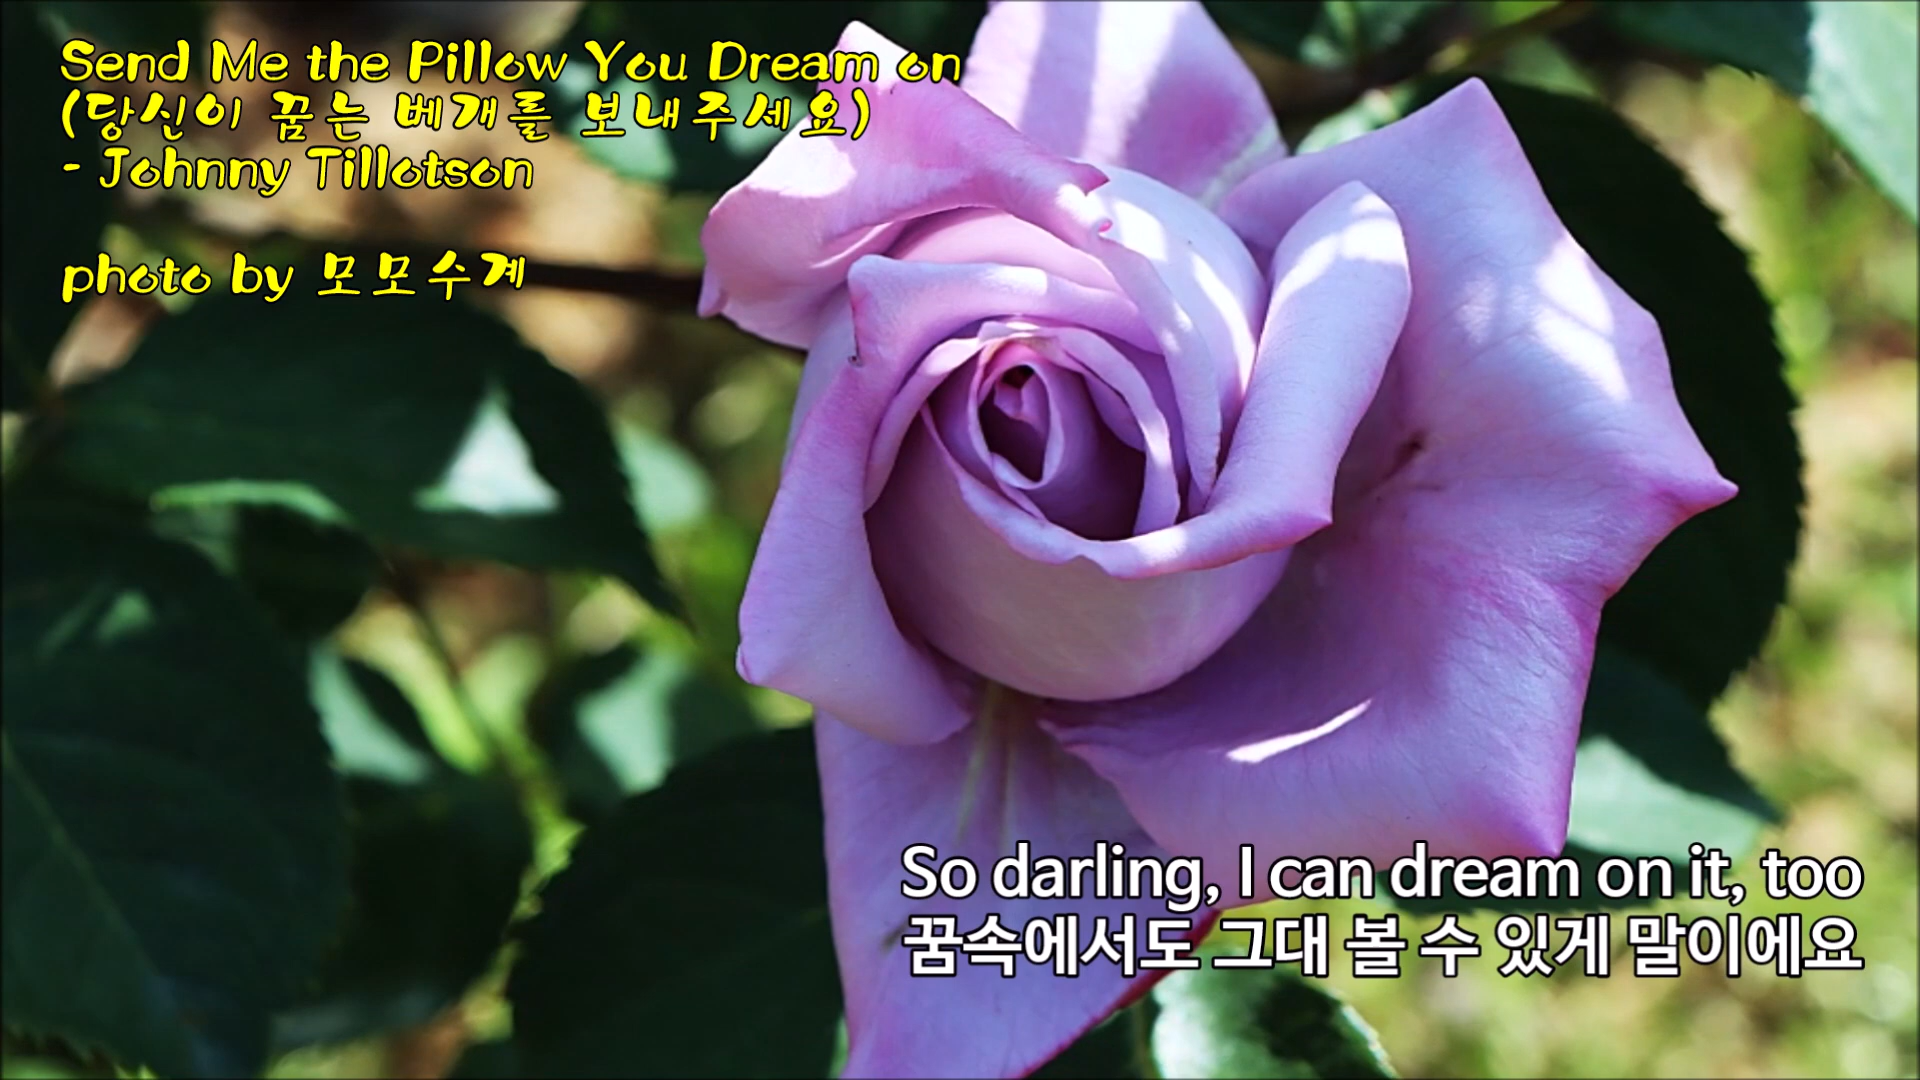 Send Me the Pillow You Dream on
(당신이 꿈는 베개를 보내주세요)
- Johnny Tillotson
photo by 모모수계
So darling, I can dream on it, too
꿈속에서도 그대 볼 수 있게 말이에요